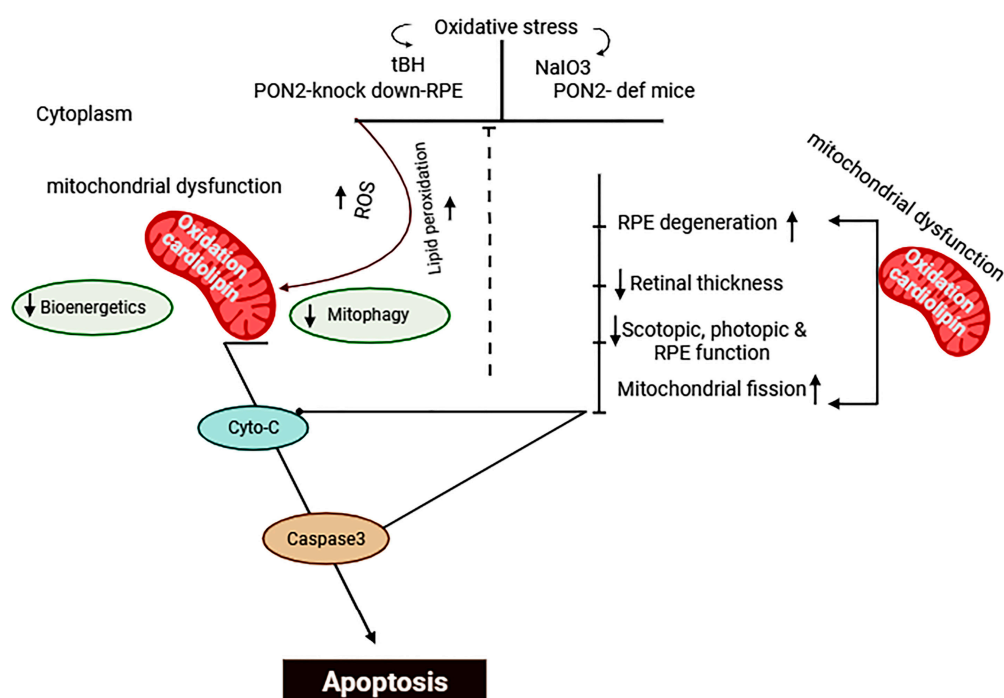 Oxidative stress
tBH
NaIO3
PON2-knock down-RPE
PON2- def mice
Cytoplasm
mitochondrial dysfunction
ROS
Lipid peroxidation
Oxidation
cardiolipin
Bioenergetics
Mitophagy
RPE degeneration
Retinal thickness
Scotopic, photopic &
RPE function
Mitochondrial fission
mitochondrial dysfunction
Oxidation
cardiolipin
Cyto-C
Caspase3
Apoptosis